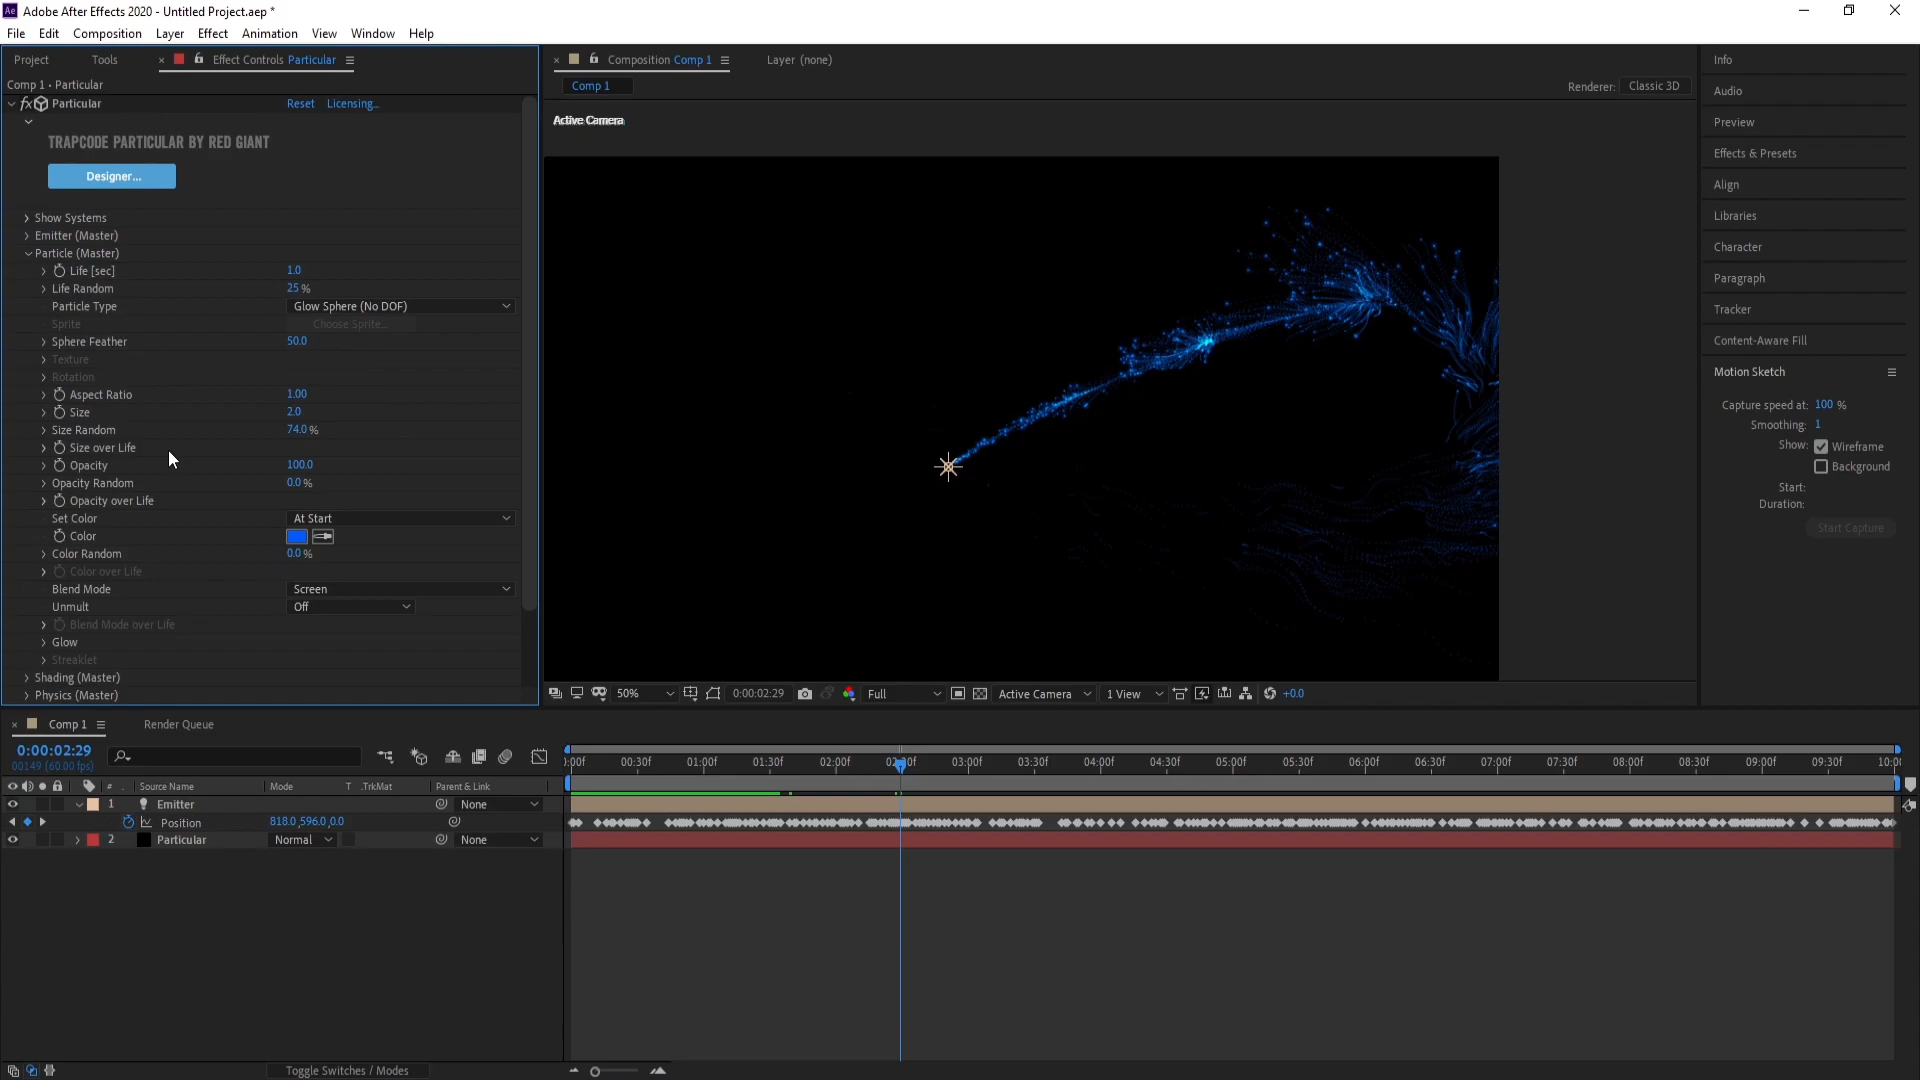 Ae Adobe After Effects 2020 - Untitled Project.aep *
File Edit Composition Layer Effect Animation View Window Help
Project Tools × Effect Controls Particular
Comp 1 • Particular
fx Particular Reset Licensing...
TRAPCODE PARTICULAR BY RED GIANT
Designer...
Show Systems
Emitter (Master)
Particle (Master)
Life [sec] 1.0
Life Random 25 %
Particle Type Glow Sphere (No DOF)
Sprite Choose Sprite...
Sphere Feather 50.0
Texture
Rotation
Aspect Ratio 1.00
Size 2.0
Size Random 74.0 %
Size over Life
Opacity 100.0
Opacity Random 0.0 %
Opacity over Life
Set Color At Start
Color
Color Random 0.0 %
Color over Life
Blend Mode Screen
Unmult Off
Blend Mode over Life
Glow
Streaklet
Shading (Master)
Physics (Master)
× Composition Comp 1 Layer (none)
Comp 1
Renderer: Classic 3D
Active Camera
50% 0:00:02:29 Full Active Camera 1 View +0.0
Info
Audio
Preview
Effects & Presets
Align
Libraries
Character
Paragraph
Tracker
Content-Aware Fill
Motion Sketch
Capture speed at: 100 %
Smoothing: 1
Show: Wireframe
Background
Start:
Duration:
Start Capture
× Comp 1 Render Queue
0:00:02:29
00149 (60.00 fps)
# . Source Name Mode T .TrkMat Parent & Link
1 Emitter None
Position 818.0,596.0,0.0
2 Particular Normal None
):00f 00:30f 01:00f 01:30f 02:00f 02:30f 03:00f 03:30f 04:00f 04:30f 05:00f 05:30f 06:00f 06:30f 07:00f 07:30f 08:00f 08:30f 09:00f 09:30f 10:00
Toggle Switches / Modes